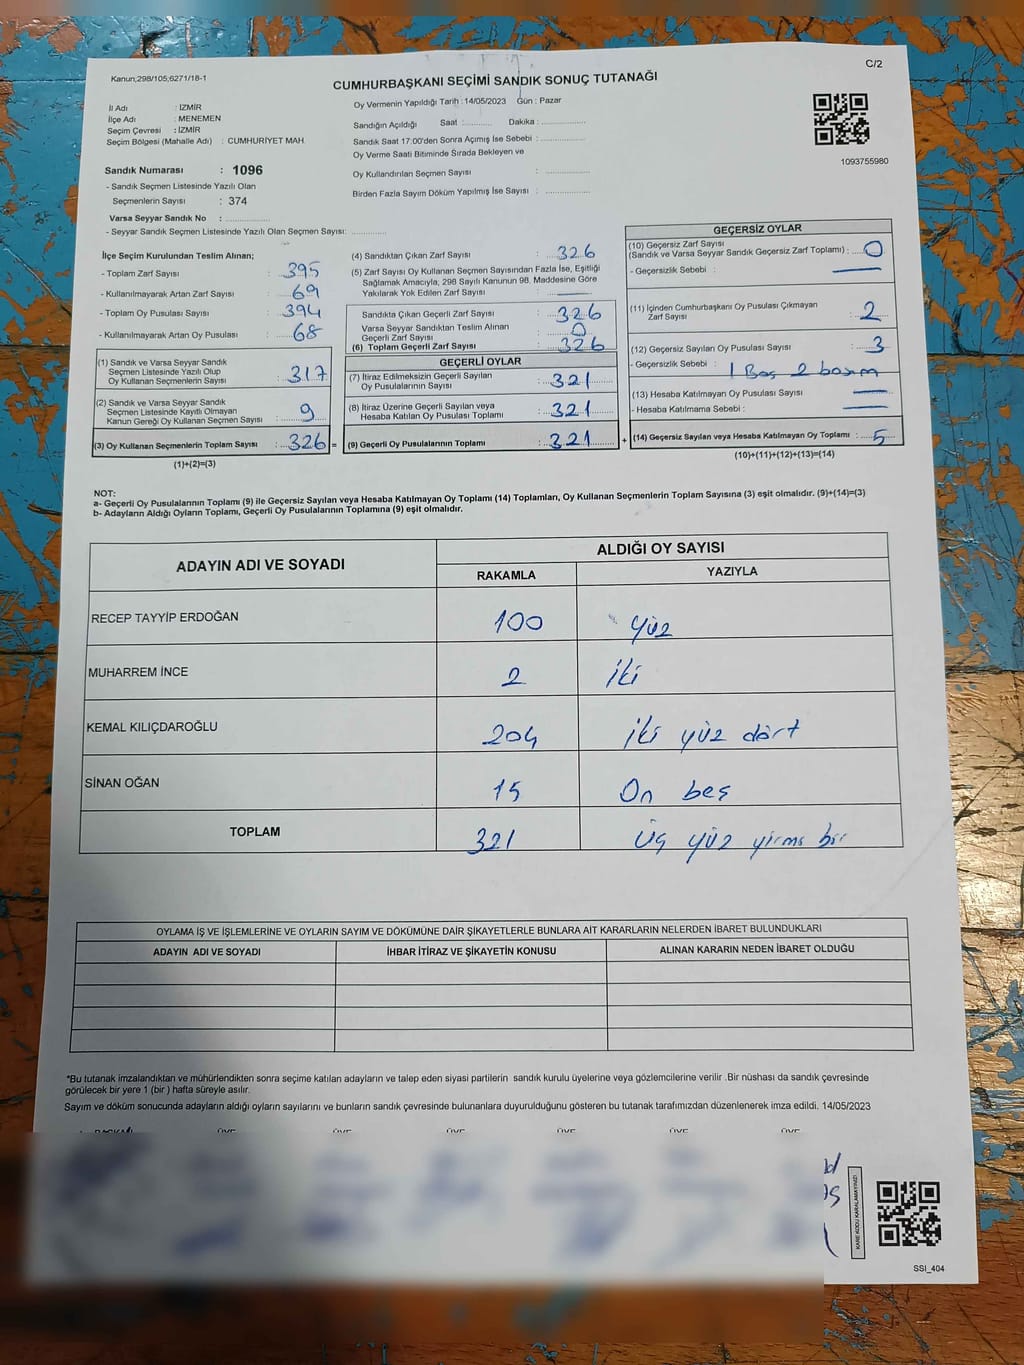 Kanun;298/105;6271/18-1
C/2
CUMHURBAŞKANI SEÇİMİ SANDIK SONUÇ TUTANAĞI
İl Adı : İZMİR
İlçe Adı : MENEMEN
Seçim Çevresi : İZMİR
Seçim Bölgesi (Mahalle Adı) : CUMHURİYET MAH.
Sandık Numarası : 1096
- Sandık Seçmen Listesinde Yazılı Olan
Seçmenlerin Sayısı : 374
Varsa Seyyar Sandık No : ................
- Seyyar Sandık Seçmen Listesinde Yazılı Olan Seçmen Sayısı: ............
Oy Vermenin Yapıldığı Tarih :14/05/2023 Gün : Pazar
Sandığın Açıldığı Saat :.......... Dakika : ................
Sandık Saat 17:00'den Sonra Açımış İse Sebebi : ................
Oy Verme Saati Bitiminde Sırada Bekleyen ve
Oy Kullandırılan Seçmen Sayısı : ................
Birden Fazla Sayım Döküm Yapılmış İse Sayısı : ................
1093755980
İlçe Seçim Kurulundan Teslim Alınan;
- Toplam Zarf Sayısı : 395
- Kullanılmayarak Artan Zarf Sayısı : 69
- Toplam Oy Pusulası Sayısı : 394
- Kullanılmayarak Artan Oy Pusulası : 68
(1) Sandık ve Varsa Seyyar Sandık
Seçmen Listesinde Yazılı Olup
Oy Kullanan Seçmenlerin Sayısı : 317
(2) Sandık ve Varsa Seyyar Sandık
Seçmen Listesinde Kayıtlı Olmayan
Kanun Gereği Oy Kullanan Seçmen Sayısı : 9
(3) Oy Kullanan Seçmenlerin Toplam Sayısı : 326 =
(1)+(2)=(3)
(4) Sandıktan Çıkan Zarf Sayısı : 326
(5) Zarf Sayısı Oy Kullanan Seçmen Sayısından Fazla İse, Eşitliği
Sağlamak Amacıyla, 298 Sayılı Kanunun 98. Maddesine Göre
Yakılarak Yok Edilen Zarf Sayısı :
Sandıkta Çıkan Geçerli Zarf Sayısı : 326
Varsa Seyyar Sandıktan Teslim Alınan
Geçerli Zarf Sayısı : 0
(6) Toplam Geçerli Zarf Sayısı : 326
GEÇERLİ OYLAR
(7) İtiraz Edilmeksizin Geçerli Sayılan
Oy Pusulalarının Sayısı : 321
(8) İtiraz Üzerine Geçerli Sayılan veya
Hesaba Katılan Oy Pusulası Toplamı : 321
(9) Geçerli Oy Pusulalarının Toplamı : 321 +
GEÇERSİZ OYLAR
(10) Geçersiz Zarf Sayısı
(Sandık ve Varsa Seyyar Sandık Geçersiz Zarf Toplamı) : 0
- Geçersizlik Sebebi :
(11) İçinden Cumhurbaşkanı Oy Pusulası Çıkmayan
Zarf Sayısı : 2
(12) Geçersiz Sayılan Oy Pusulası Sayısı : 3
- Geçersizlik Sebebi : 1 Boş 2
(13) Hesaba Katılmayan Oy Pusulası Sayısı :
- Hesaba Katılmama Sebebi :
(14) Geçersiz Sayılan veya Hesaba Katılmayan Oy Toplamı : 5
(10)+(11)+(12)+(13)=(14)
NOT:
a- Geçerli Oy Pusulalarının Toplamı (9) ile Geçersiz Sayılan veya Hesaba Katılmayan Oy Toplamı (14) Toplamları, Oy Kullanan Seçmenlerin Toplam Sayısına (3) eşit olmalıdır. (9)+(14)=(3)
b- Adayların Aldığı Oyların Toplamı, Geçerli Oy Pusulalarının Toplamına (9) eşit olmalıdır.
ADAYIN ADI VE SOYADI
ALDIĞI OY SAYISI
RAKAMLA YAZIYLA
RECEP TAYYİP ERDOĞAN 100 Yüz
MUHARREM İNCE 2 İki
KEMAL KILIÇDAROĞLU 204 İki yüz dört
SİNAN OĞAN 15 On beş
TOPLAM 321 Üç yüz yirmi bir
OYLAMA İŞ VE İŞLEMLERİNE VE OYLARIN SAYIM VE DÖKÜMÜNE DAİR ŞİKAYETLERLE BUNLARA AİT KARARLARIN NELERDEN İBARET BULUNDUKLARI
ADAYIN ADI VE SOYADI İHBAR İTİRAZ VE ŞİKAYETİN KONUSU ALINAN KARARIN NEDEN İBARET OLDUĞU
*Bu tutanak imzalandıktan ve mühürlendikten sonra seçime katılan adayların ve talep eden siyasi partilerin sandık kurulu üyelerine veya gözlemcilerine verilir .Bir nüshası da sandık çevresinde
görülecek bir yere 1 (bir ) hafta süreyle asılır.
Sayım ve döküm sonucunda adayların aldığı oyların sayılarını ve bunların sandık çevresinde bulunanlara duyurulduğunu gösteren bu tutanak tarafımızdan düzenlenerek imza edildi. 14/05/2023
BAŞKAN ÜYE ÜYE ÜYE ÜYE ÜYE ÜYE
KARE KODU KARALAMAYINIZ!
SSI_404